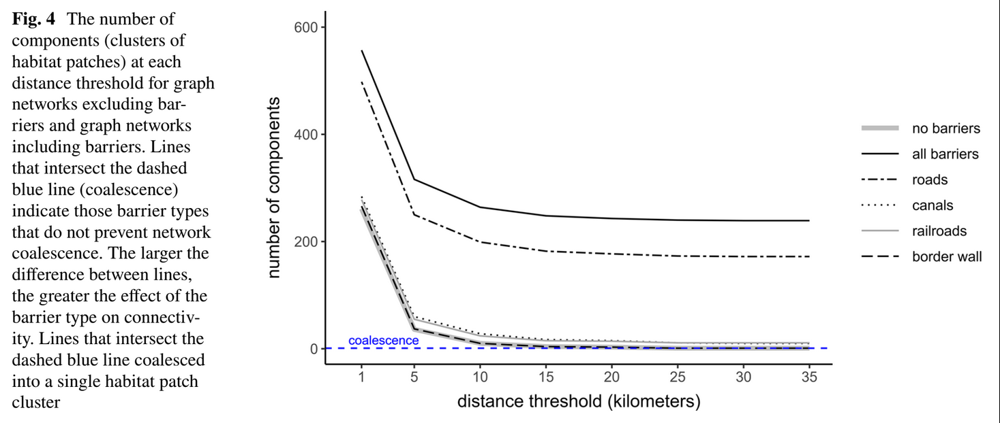 Fig. 4 The number of
components (clusters of
habitat patches) at each
distance threshold for graph
networks excluding bar-
riers and graph networks
including barriers. Lines
that intersect the dashed
blue line (coalescence)
indicate those barrier types
that do not prevent network
coalescence. The larger the
difference between lines,
the greater the effect of the
barrier type on connectiv-
ity. Lines that intersect the
dashed blue line coalesced
into a single habitat patch
cluster
number of components
600
400
200
0
coalescence
1 5 10 15 20 25 30 35
distance threshold (kilometers)
no barriers
all barriers
roads
canals
railroads
border wall